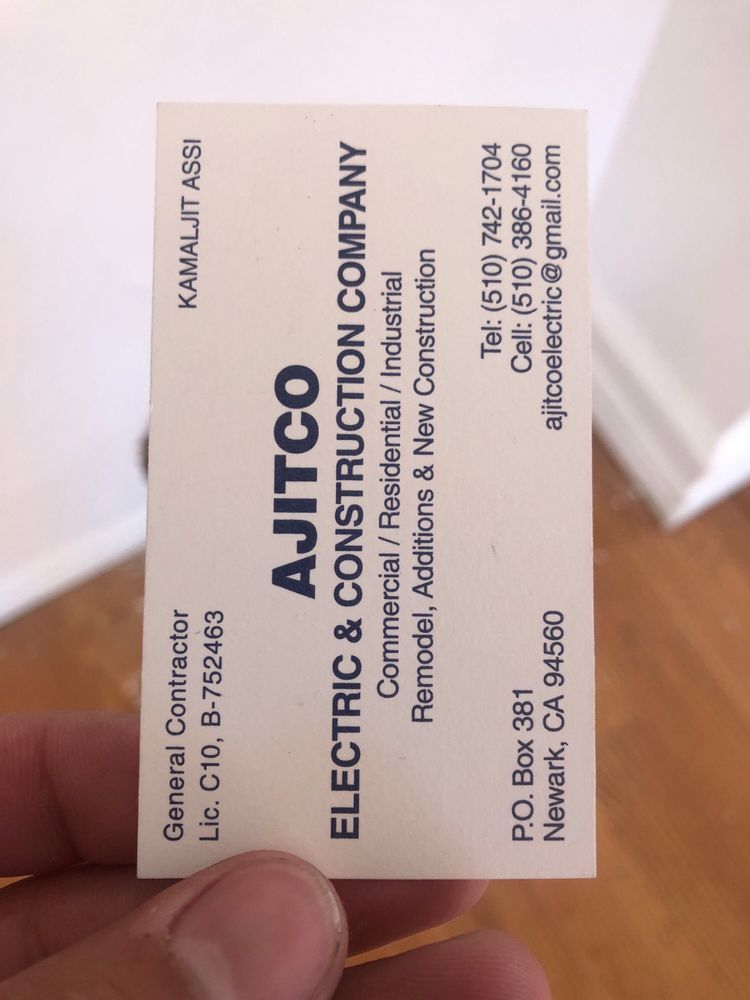 General Contractor
Lic. C10, B-752463
KAMALJIT ASSI
AJITCO
ELECTRIC & CONSTRUCTION COMPANY
Commercial / Residential / Industrial
Remodel, Additions & New Construction
P.O. Box 381
Newark, CA 94560
Tel: (510) 742-1704
Cell: (510) 386-4160
ajitcoelectric@gmail.com